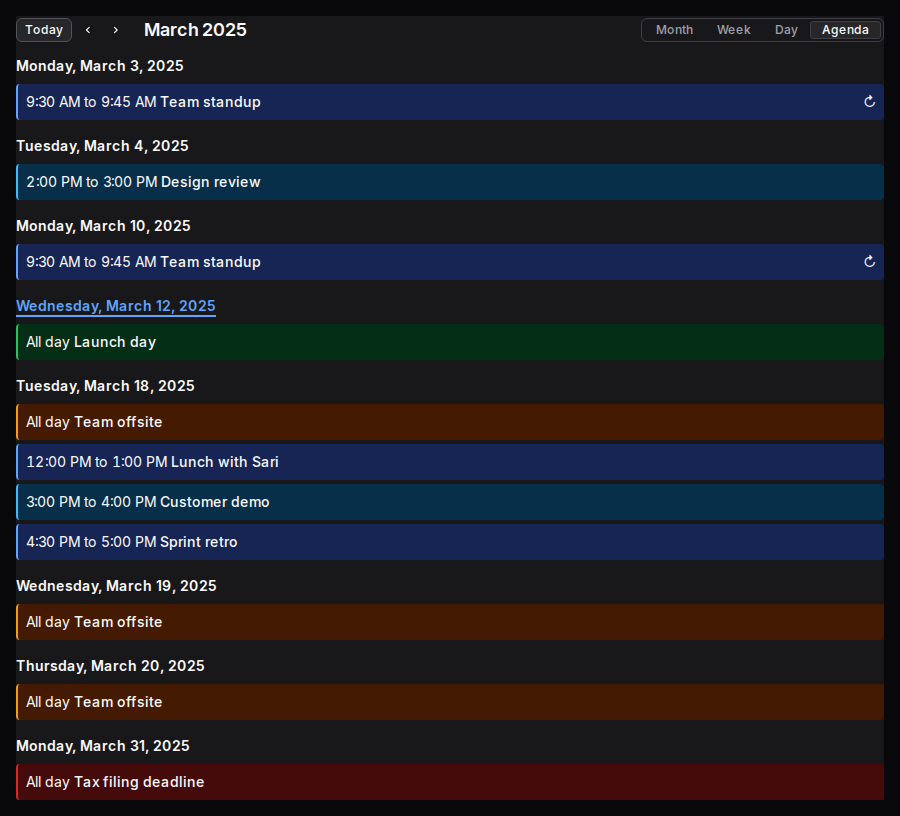 Today ‹ › March 2025 Month Week Day Agenda
Monday, March 3, 2025
9:30 AM to 9:45 AM Team standup ↻
Tuesday, March 4, 2025
2:00 PM to 3:00 PM Design review
Monday, March 10, 2025
9:30 AM to 9:45 AM Team standup ↻
Wednesday, March 12, 2025
All day Launch day
Tuesday, March 18, 2025
All day Team offsite
12:00 PM to 1:00 PM Lunch with Sari
3:00 PM to 4:00 PM Customer demo
4:30 PM to 5:00 PM Sprint retro
Wednesday, March 19, 2025
All day Team offsite
Thursday, March 20, 2025
All day Team offsite
Monday, March 31, 2025
All day Tax filing deadline